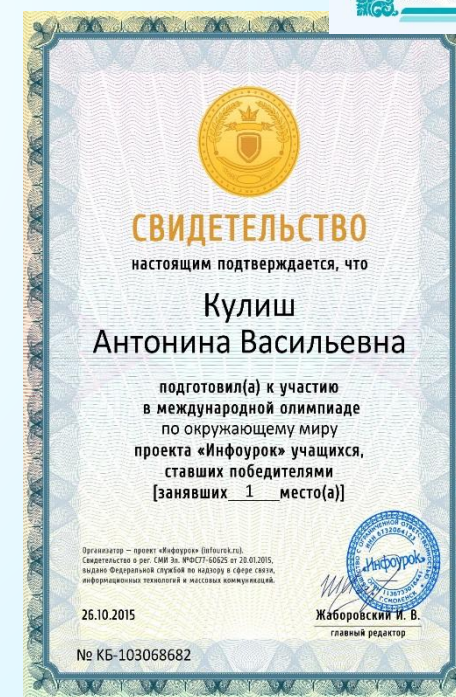 СВИДЕТЕЛЬСТВО
настоящим подтверждается, что
Кулиш
Антонина Васильевна
подготовил(а) к участию
в международной олимпиаде
по окружающему миру
проекта «Инфоурок» учащихся,
ставших победителями
[занявших 1 место(а)]
Организатор — проект «Инфоурок» (infourok.ru).
Свидетельство о рег. СМИ Эл. №ФС77-60625 от 20.01.2015,
выдано Федеральной службой по надзору в сфере связи,
информационных технологий и массовых коммуникаций.
«Инфоурок»
26.10.2015
Жаборовский И. В.
главный редактор
№ КБ-103068682